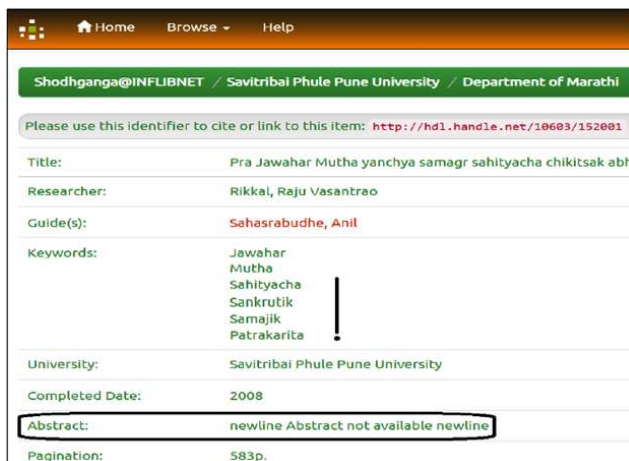 Home Browse Help
Shodhganga@INFLIBNET / Savitribai Phule Pune University / Department of Marathi
Please use this identifier to cite or link to this item: http://hdl.handle.net/10603/152001
Title: Pra Jawahar Mutha yanchya samagr sahityacha chikitsak abh
Researcher: Rikkal, Raju Vasantrao
Guide(s): Sahasrabudhe, Anil
Keywords: Jawahar
Mutha
Sahityacha
Sankrutik
Samajik
Patrakarita
University: Savitribai Phule Pune University
Completed Date: 2008
Abstract: newline Abstract not available newline
Pagination: 583p.